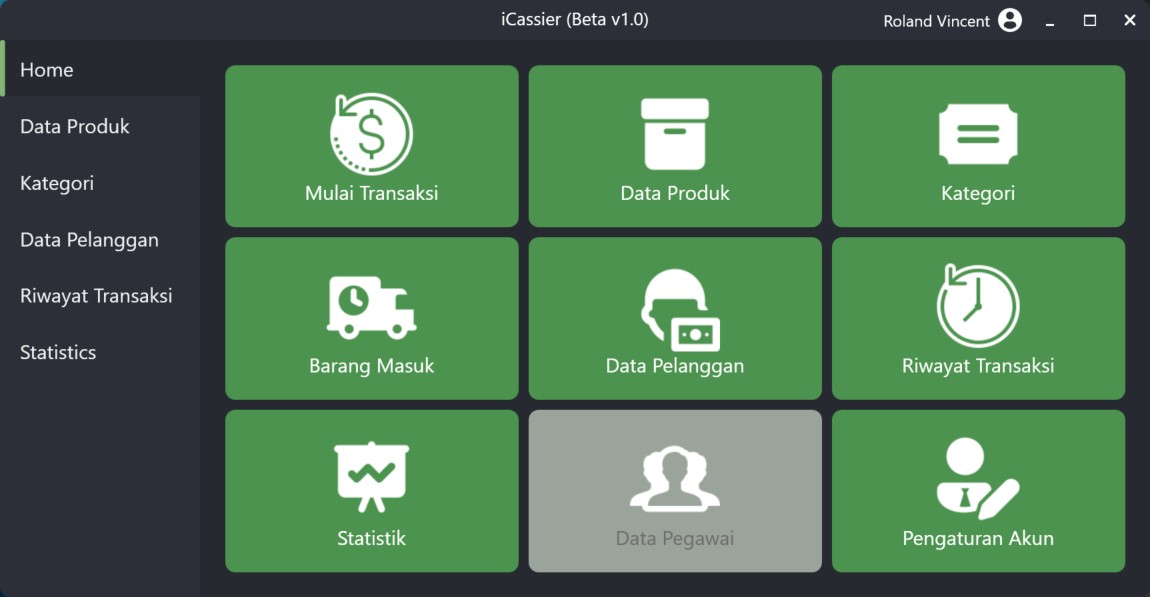 iCassier (Beta v1.0)
Roland Vincent
Home
Data Produk
Kategori
Data Pelanggan
Riwayat Transaksi
Statistics
Mulai Transaksi
Data Produk
Kategori
Barang Masuk
Data Pelanggan
Riwayat Transaksi
Statistik
Data Pegawai
Pengaturan Akun